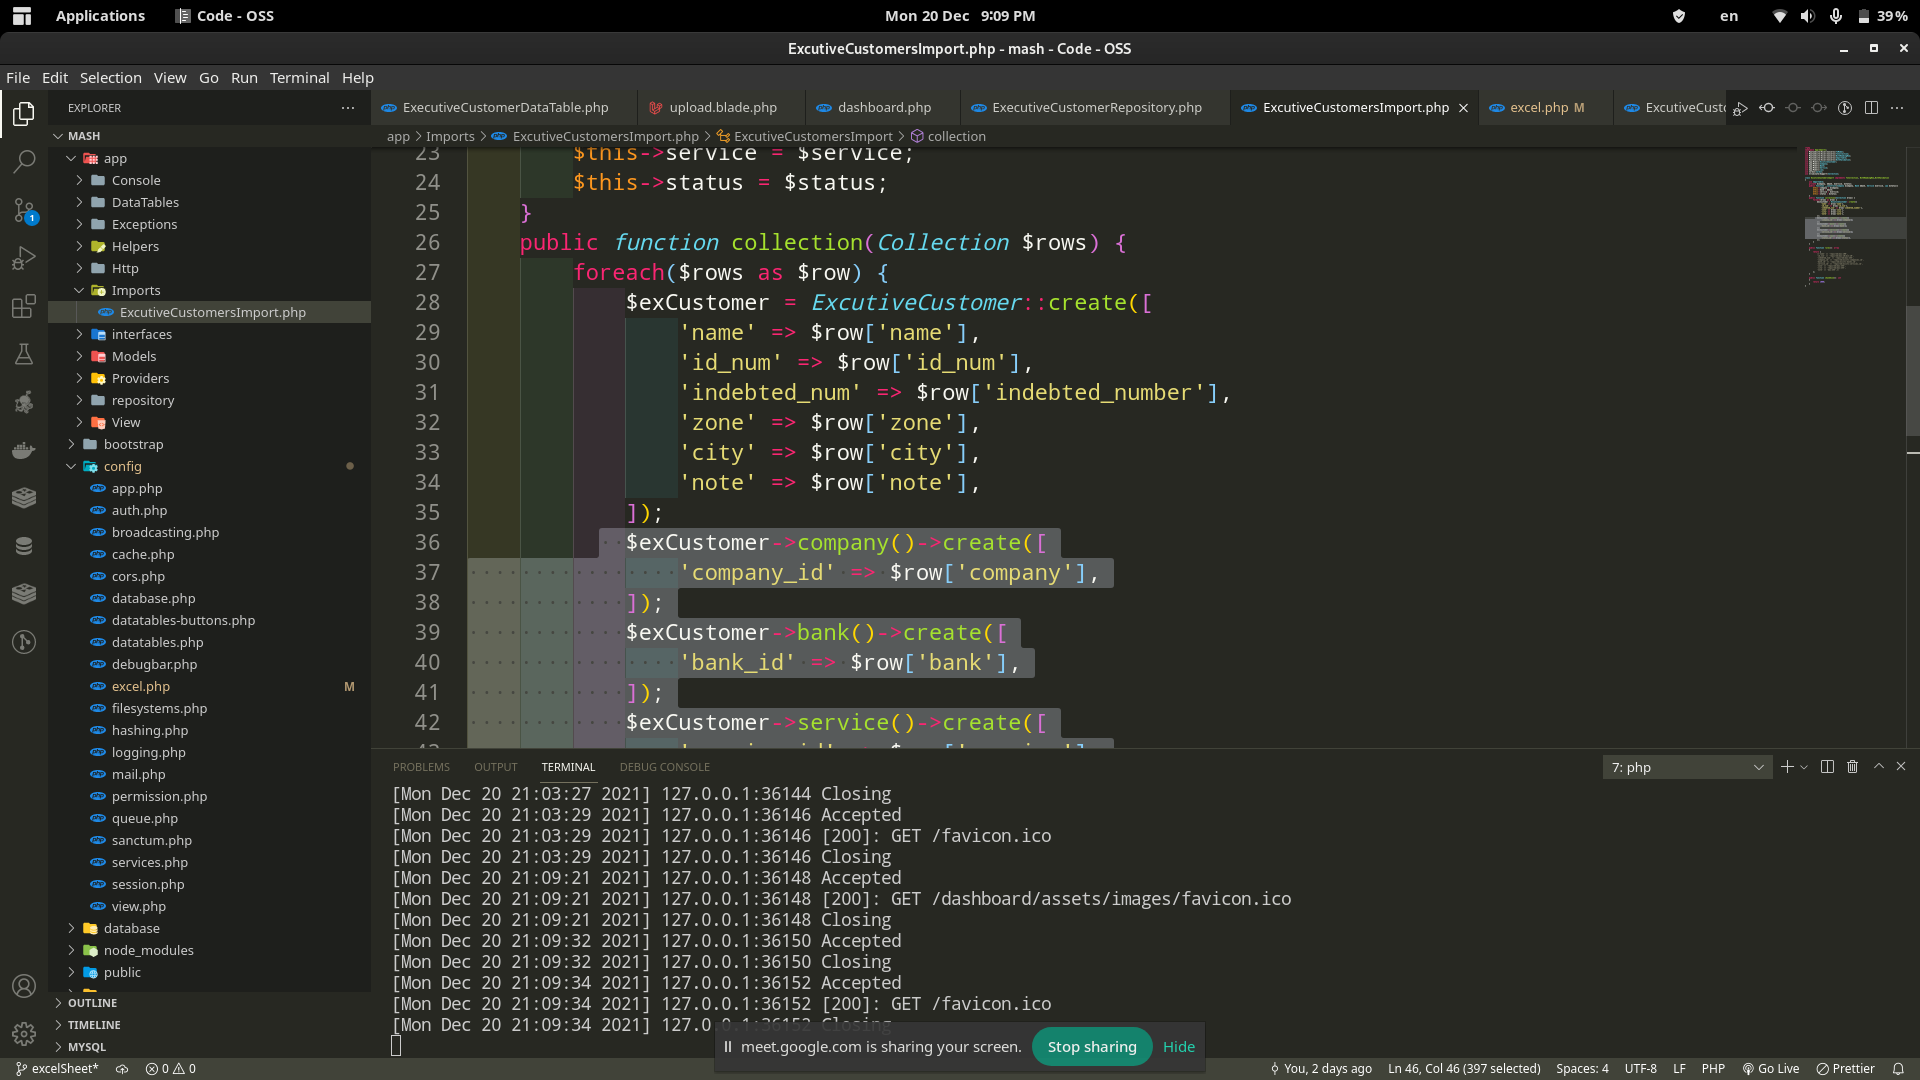 Applications
Code - OSS
Mon 20 Dec 9:09 PM
en
39%
ExcutiveCustomersImport.php - mash - Code - OSS
File Edit Selection View Go Run Terminal Help
EXPLORER
ExecutiveCustomerDataTable.php
upload.blade.php
dashboard.php
ExecutiveCustomerRepository.php
ExcutiveCustomersImport.php
excel.php M
app > Imports > ExcutiveCustomersImport.php > ExcutiveCustomersImport > collection
MASH
app
Console
DataTables
Exceptions
Helpers
Http
Imports
ExcutiveCustomersImport.php
interfaces
Models
Providers
repository
View
bootstrap
config
app.php
auth.php
broadcasting.php
cache.php
cors.php
database.php
datatables-buttons.php
datatables.php
debugbar.php
excel.php M
filesystems.php
hashing.php
logging.php
mail.php
permission.php
queue.php
sanctum.php
services.php
session.php
view.php
database
node_modules
public
OUTLINE
TIMELINE
MYSQL
1
23 $this->service = $service;
24 $this->status = $status;
25 }
26 public function collection(Collection $rows) {
27 foreach($rows as $row) {
28 $exCustomer = ExcutiveCustomer::create([
29 'name' => $row['name'],
30 'id_num' => $row['id_num'],
31 'indebted_num' => $row['indebted_number'],
32 'zone' => $row['zone'],
33 'city' => $row['city'],
34 'note' => $row['note'],
35 ]);
36 $exCustomer->company()->create([
37 'company_id' => $row['company'],
38 ]);
39 $exCustomer->bank()->create([
40 'bank_id' => $row['bank'],
41 ]);
42 $exCustomer->service()->create([
PROBLEMS OUTPUT TERMINAL DEBUG CONSOLE
7: php
[Mon Dec 20 21:03:27 2021] 127.0.0.1:36144 Closing
[Mon Dec 20 21:03:29 2021] 127.0.0.1:36146 Accepted
[Mon Dec 20 21:03:29 2021] 127.0.0.1:36146 [200]: GET /favicon.ico
[Mon Dec 20 21:03:29 2021] 127.0.0.1:36146 Closing
[Mon Dec 20 21:09:21 2021] 127.0.0.1:36148 Accepted
[Mon Dec 20 21:09:21 2021] 127.0.0.1:36148 [200]: GET /dashboard/assets/images/favicon.ico
[Mon Dec 20 21:09:21 2021] 127.0.0.1:36148 Closing
[Mon Dec 20 21:09:32 2021] 127.0.0.1:36150 Accepted
[Mon Dec 20 21:09:32 2021] 127.0.0.1:36150 Closing
[Mon Dec 20 21:09:34 2021] 127.0.0.1:36152 Accepted
[Mon Dec 20 21:09:34 2021] 127.0.0.1:36152 [200]: GET /favicon.ico
[Mon Dec 20 21:09:34 2021] 127.0.0.1:36152 Closing
meet.google.com is sharing your screen.
Stop sharing
Hide
excelSheet* 0 0
You, 2 days ago Ln 46, Col 46 (397 selected) Spaces: 4 UTF-8 LF PHP Go Live Prettier